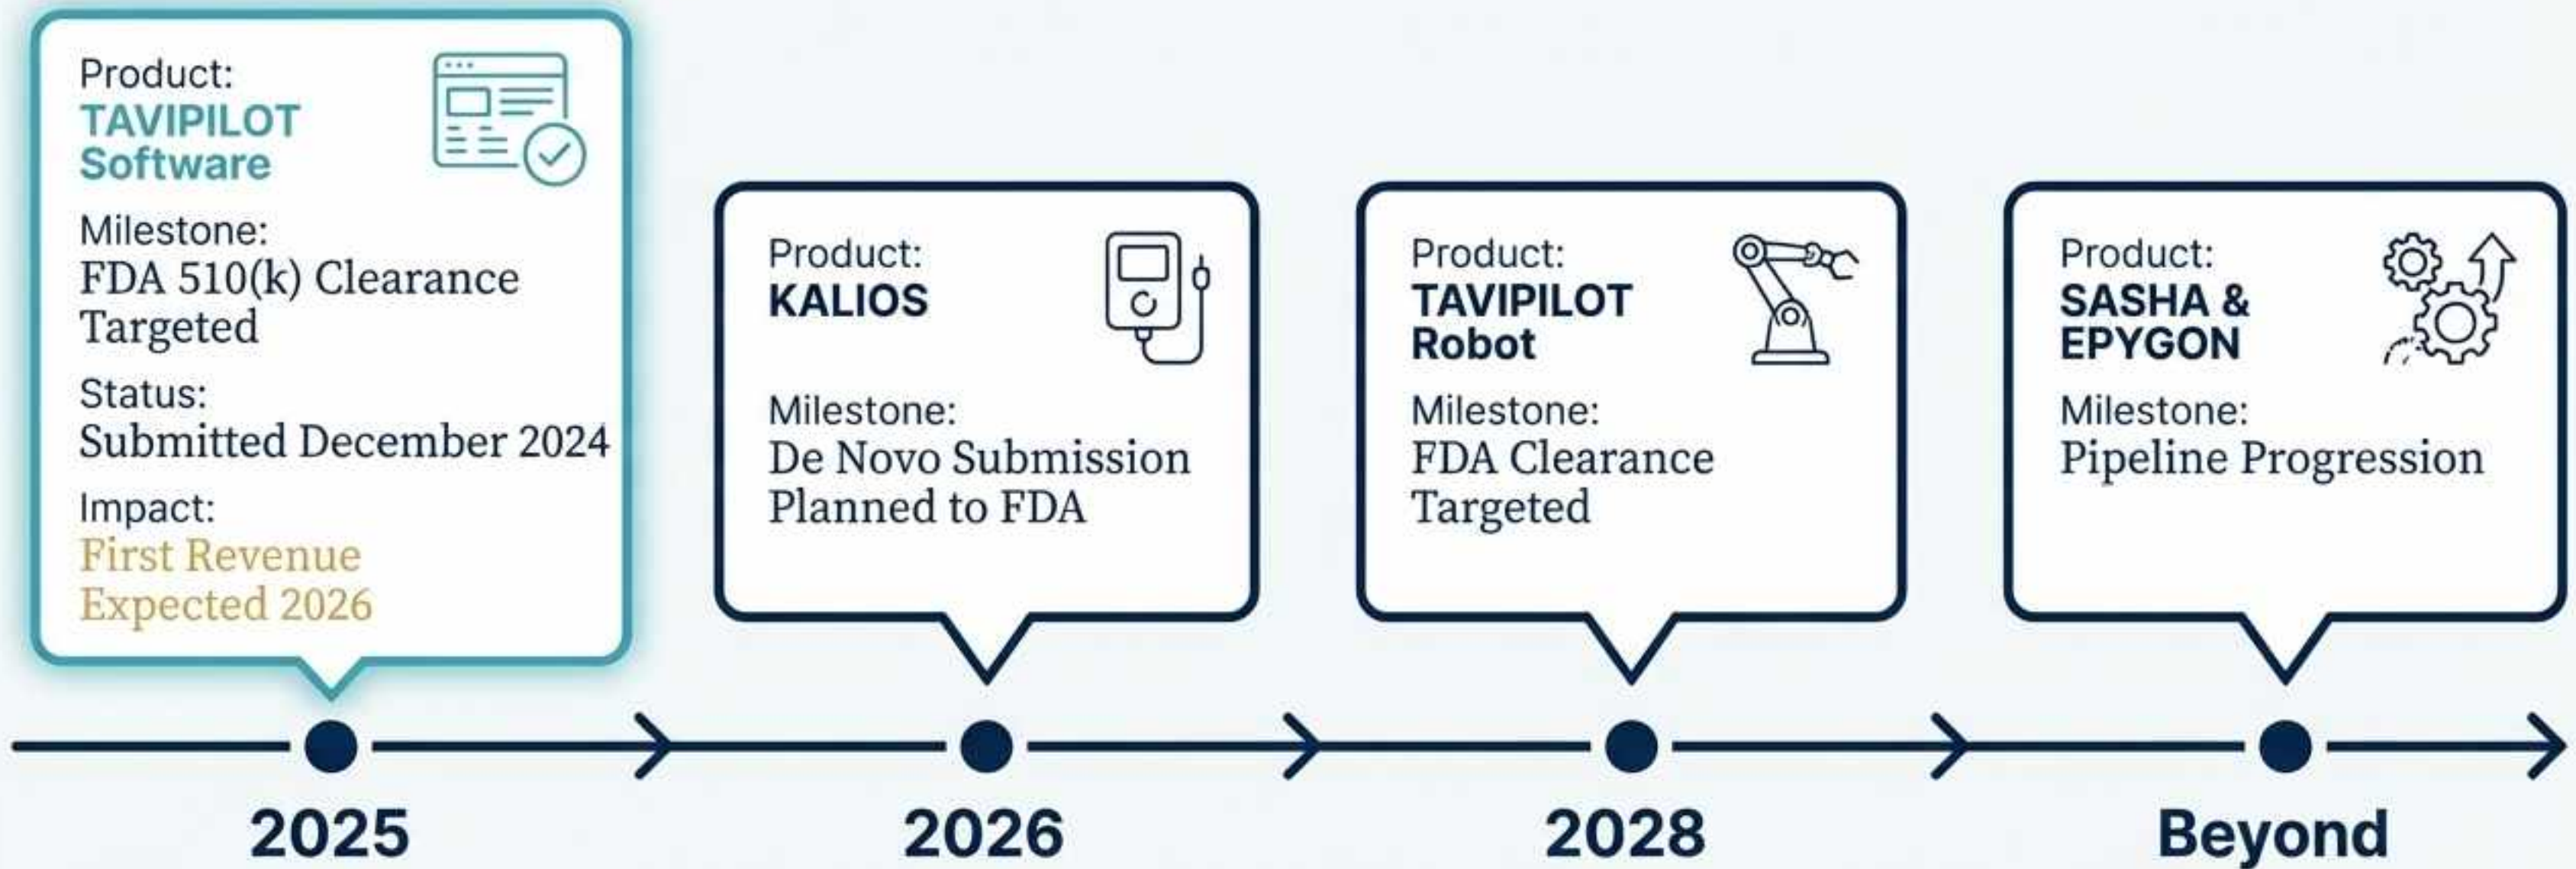 Product:
TAVIPILOT
Software
Milestone:
FDA 510(k) Clearance
Targeted
Status:
Submitted December 2024
Impact:
First Revenue
Expected 2026
Product:
KALIOS
Milestone:
De Novo Submission
Planned to FDA
Product:
TAVIPILOT
Robot
Milestone:
FDA Clearance
Targeted
Product:
SASHA &
EPYGON
Milestone:
Pipeline Progression
2025
2026
2028
Beyond